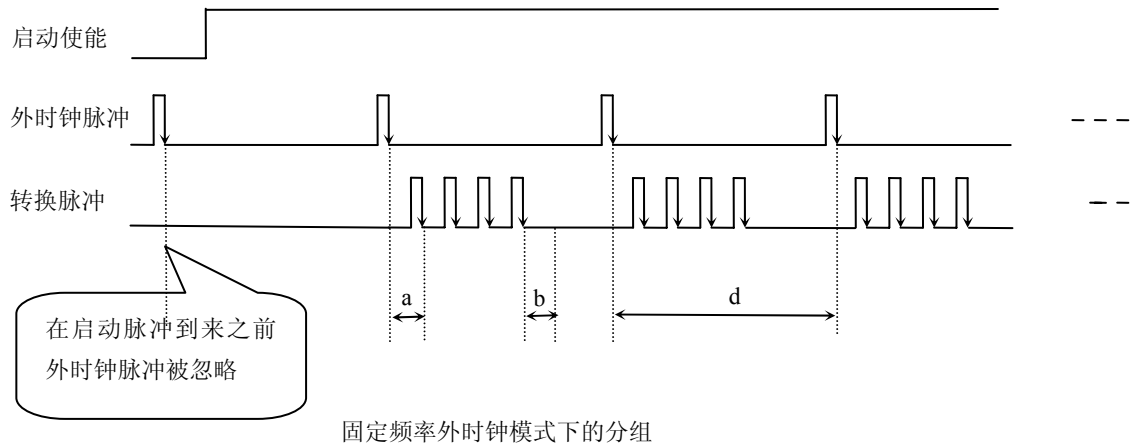 启动使能
外时钟脉冲
转换脉冲
a
b
d
在启动脉冲到来之前
外时钟脉冲被忽略
固定频率外时钟模式下的分组